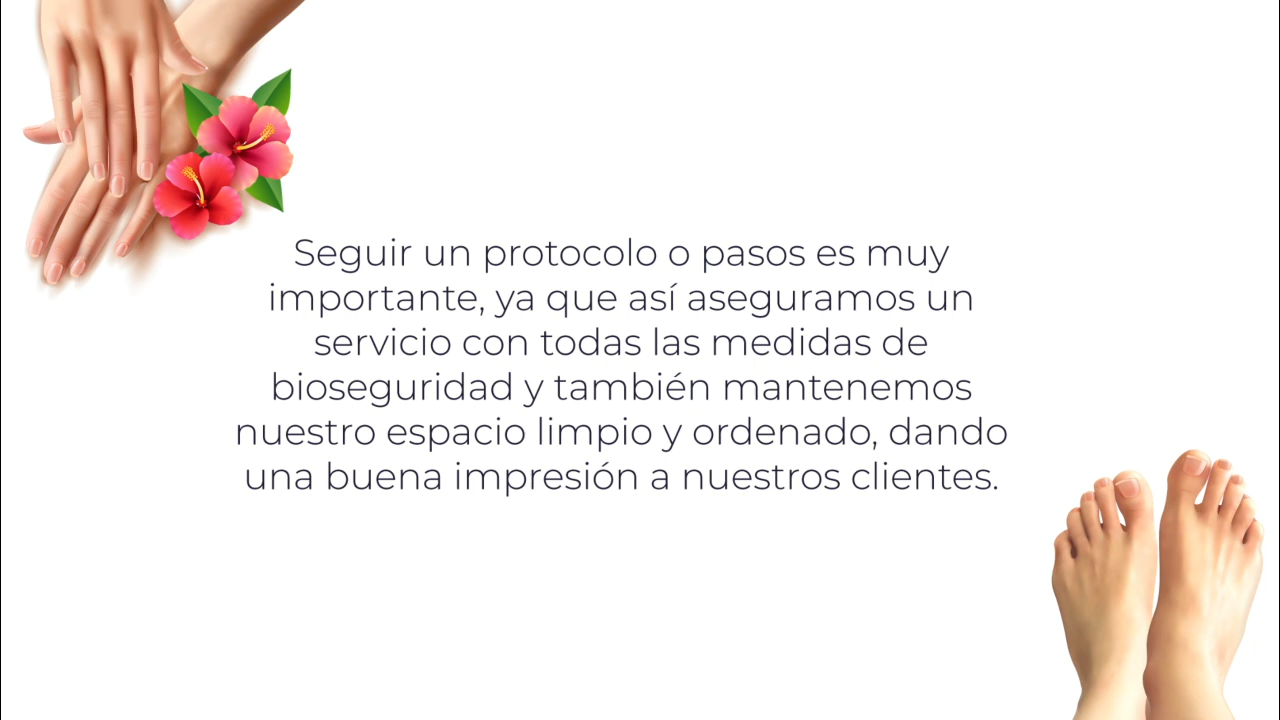 Seguir un protocolo o pasos es muy
importante, ya que así aseguramos un
servicio con todas las medidas de
bioseguridad y también mantenemos
nuestro espacio limpio y ordenado, dando
una buena impresión a nuestros clientes.